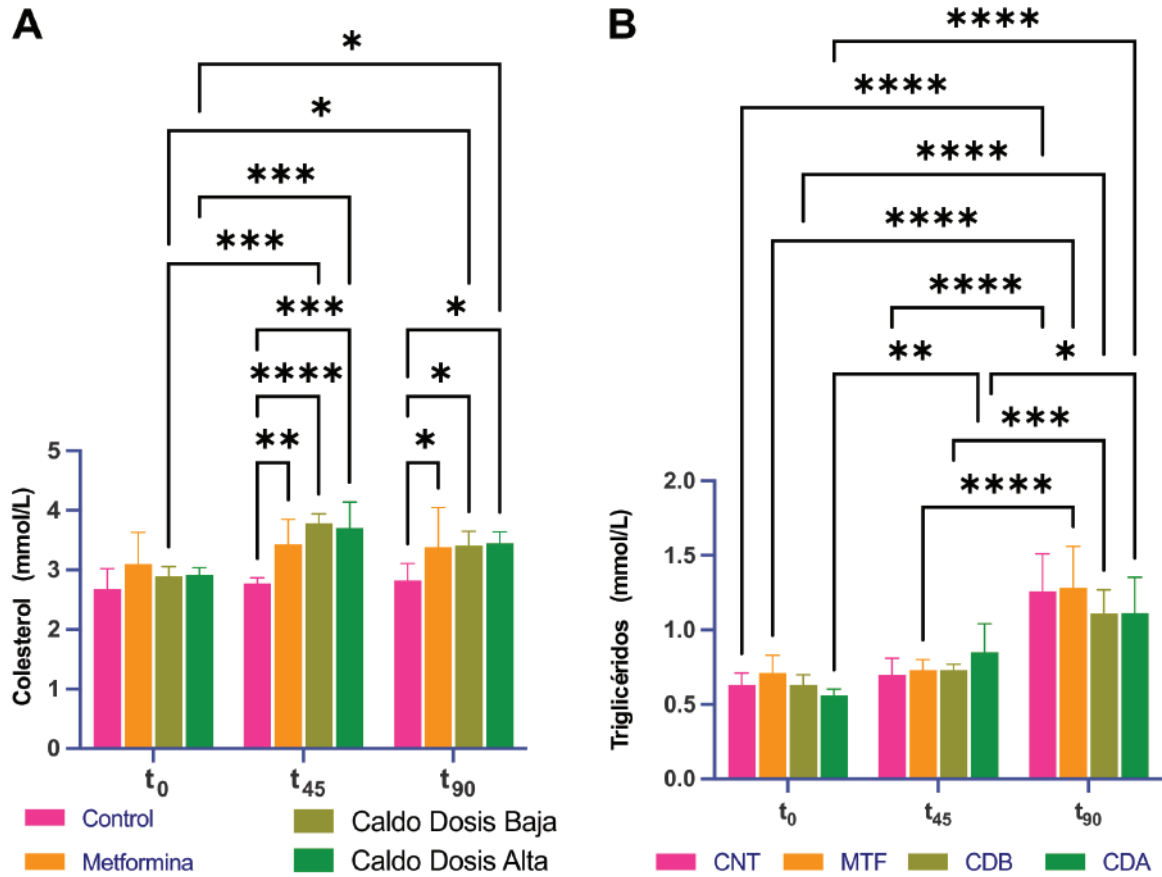 A
*
*
***
***
***
*
****
*
**
*
Colesterol (mmol/L)
5
4
3
2
1
0
t0
t45
t90
Control
Caldo Dosis Baja
Metformina
Caldo Dosis Alta
B
****
****
****
****
****
**
*
***
****
Triglicéridos (mmol/L)
2.0
1.5
1.0
0.5
0.0
t0
t45
t90
CNT MTF CDB CDA